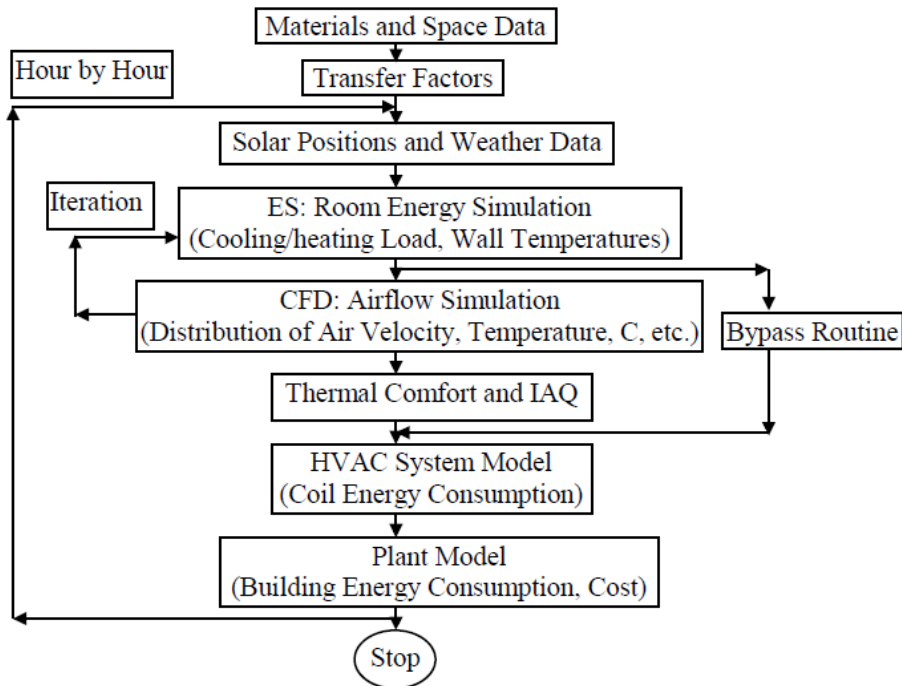 Materials and Space Data
Hour by Hour
Transfer Factors
Solar Positions and Weather Data
Iteration
ES: Room Energy Simulation
(Cooling/heating Load, Wall Temperatures)
CFD: Airflow Simulation
(Distribution of Air Velocity, Temperature, C, etc.)
Bypass Routine
Thermal Comfort and IAQ
HVAC System Model
(Coil Energy Consumption)
Plant Model
(Building Energy Consumption, Cost)
Stop